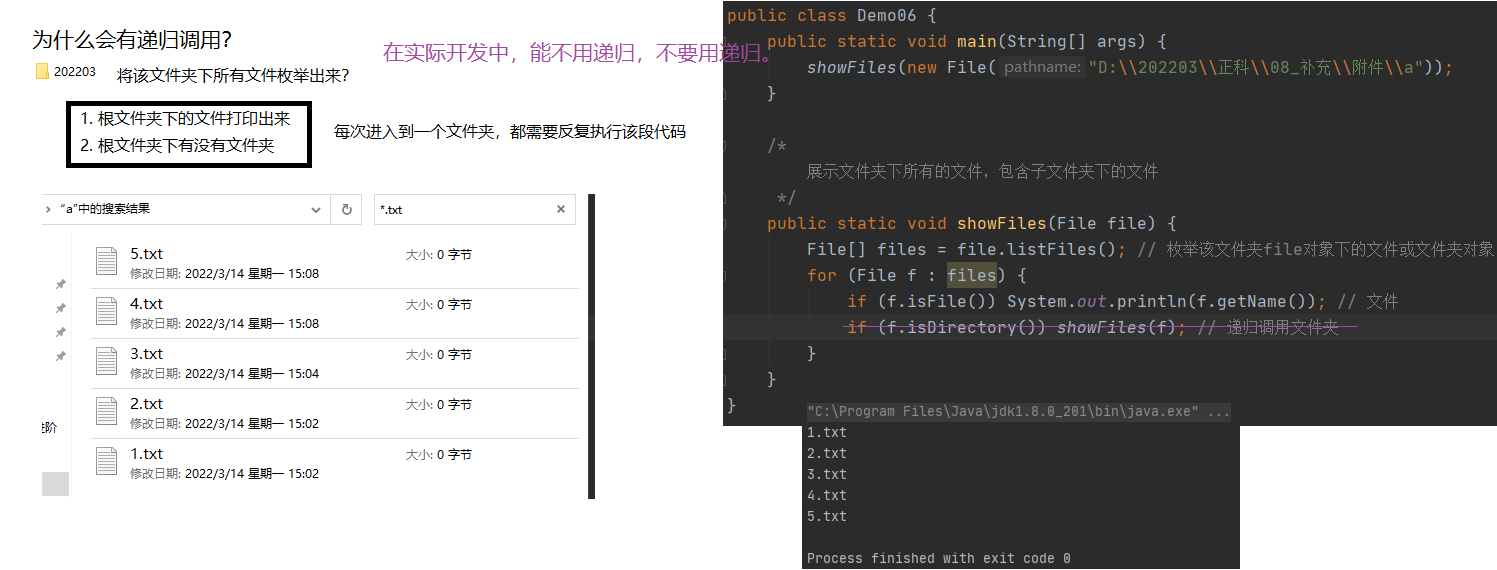 为什么会有递归调用?
在实际开发中，能不用递归，不要用递归。
202203 将该文件夹下所有文件枚举出来?
1. 根文件夹下的文件打印出来
2. 根文件夹下有没有文件夹
每次进入到一个文件夹，都需要反复执行该段代码
“a”中的搜索结果
*.txt
5.txt 大小: 0 字节
修改日期: 2022/3/14 星期一 15:08
4.txt 大小: 0 字节
修改日期: 2022/3/14 星期一 15:08
3.txt 大小: 0 字节
修改日期: 2022/3/14 星期一 15:04
2.txt 大小: 0 字节
修改日期: 2022/3/14 星期一 15:02
1.txt 大小: 0 字节
修改日期: 2022/3/14 星期一 15:02
public class Demo06 {
public static void main(String[] args) {
showFiles(new File( pathname: "D:\\202203\\正科\\08_补充\\附件\\a"));
}
/*
展示文件夹下所有的文件，包含子文件夹下的文件
*/
public static void showFiles(File file) {
File[] files = file.listFiles(); // 枚举该文件夹file对象下的文件或文件夹对象
for (File f : files) {
if (f.isFile()) System.out.println(f.getName()); // 文件
if (f.isDirectory()) showFiles(f); // 递归调用文件夹
}
}
}
"C:\Program Files\Java\jdk1.8.0_201\bin\java.exe" ...
1.txt
2.txt
3.txt
4.txt
5.txt
Process finished with exit code 0